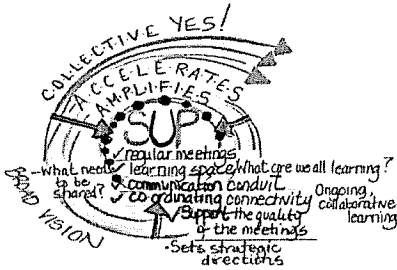 COLLECTIVE YES!
ACCELERATES
AMPLIFIES
SUP
✓ regular meetings
✓ learning space
What are we all learning?
What needs
to be
shared?
✓ communication conduit
✓ co ordinating connectivity
Ongoing,
collaborative
learning
✓ Support the quality
of the meetings
• Sets strategic
directions
BROAD VISION